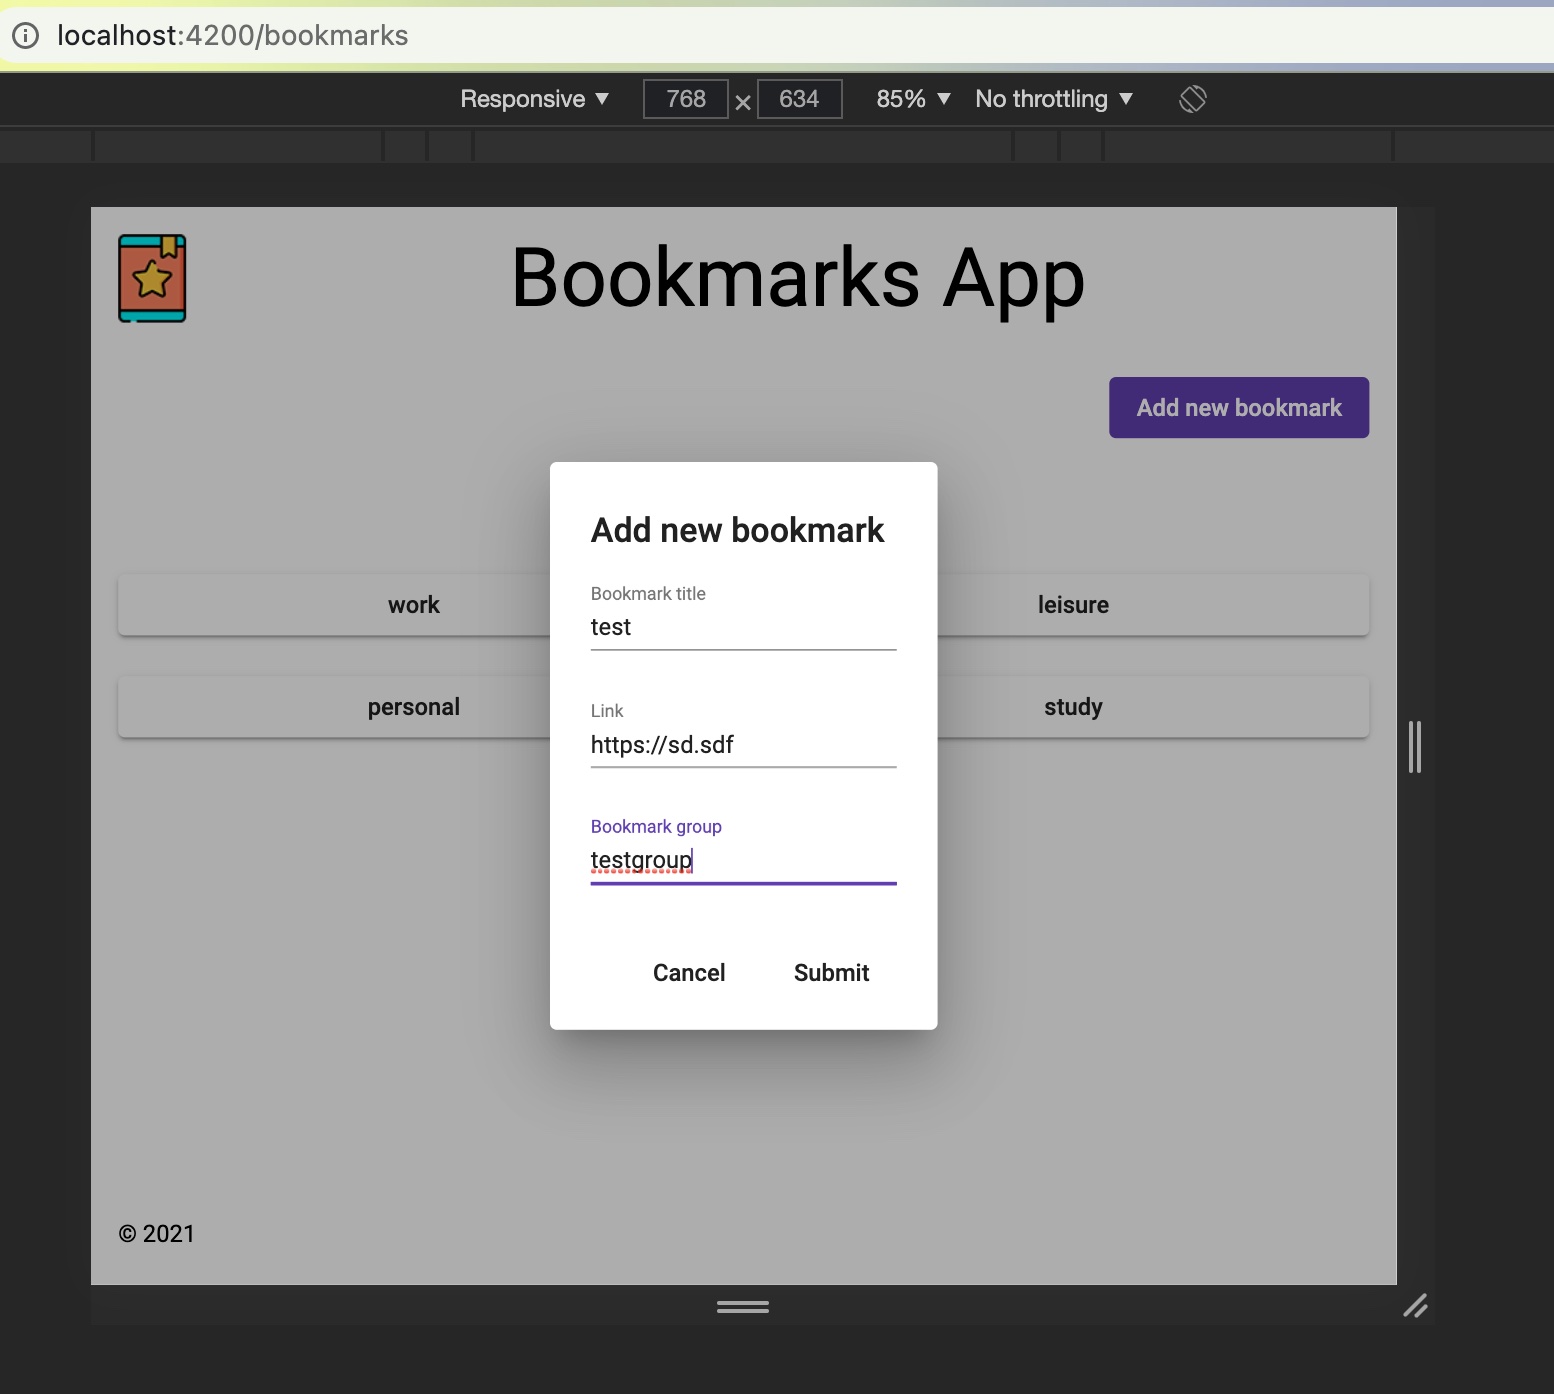 localhost:4200/bookmarks
Responsive 768 × 634 85% No throttling
Bookmarks App
Add new bookmark
Add new bookmark
Bookmark title
test
Link
https://sd.sdf
Bookmark group
testgroup
Cancel Submit
work leisure
personal study
© 2021